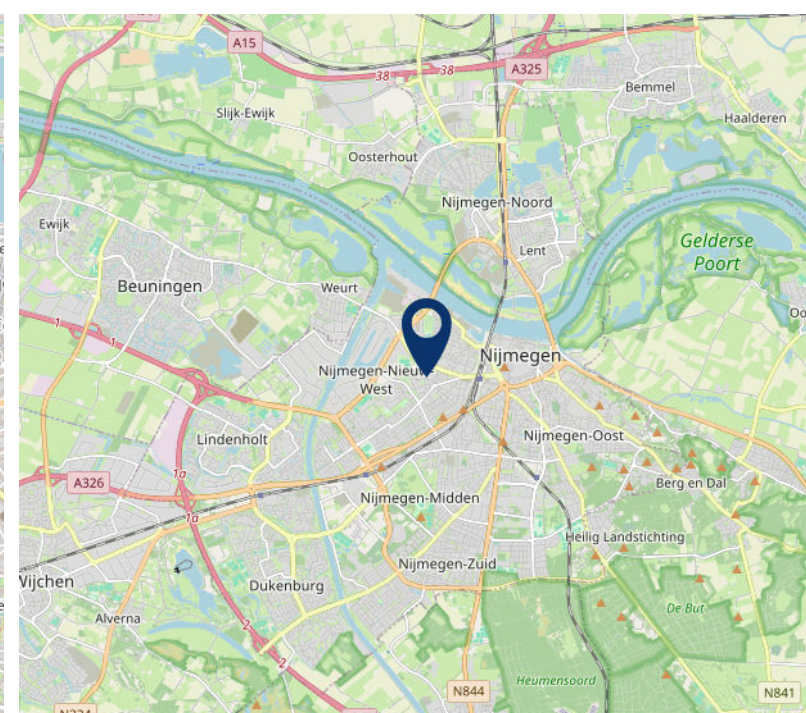 A15
38
38
A325
Bemmel
Slijk-Ewijk
Haalderen
Oosterhout
Nijmegen-Noord
Ewijk
Lent
Gelderse
Poort
Beuningen
Weurt
1
1
Nijmegen
Nijmegen-Nieuw-
West
Lindenholt
Nijmegen-Oost
1a
A326
Berg en Dal
Nijmegen-Midden
1a
Heilig Landstichting
Nijmegen-Zuid
Wijchen
Dukenburg
De But
Alverna
2
2
Heumensoord
N844
N841